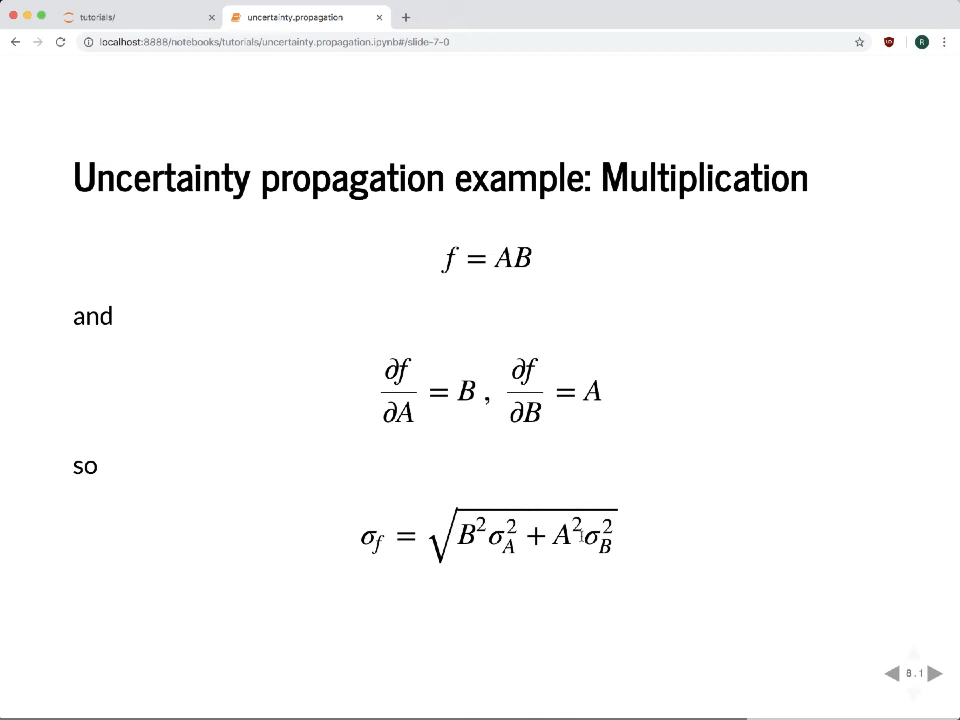 tutorials/
uncertainty.propagation
localhost:8888/notebooks/tutorials/uncertainty.propagation.ipynb#/slide-7-0
R
Uncertainty propagation example: Multiplication
f = AB
and
∂f/∂A = B , ∂f/∂B = A
so
σ_f = √(B²σ_A² + A²σ_B²)
8.1